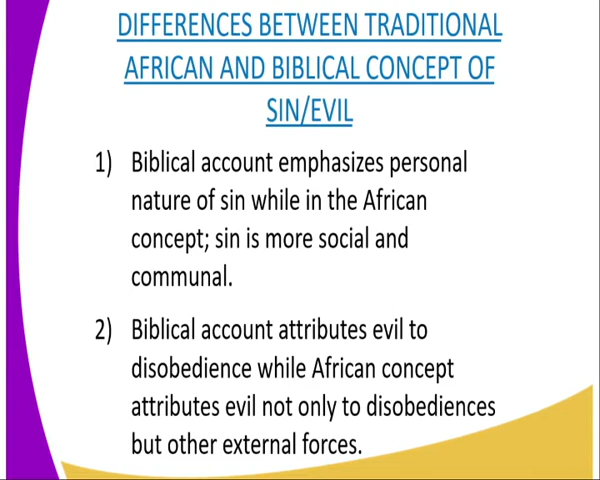 DIFFERENCES BETWEEN TRADITIONAL
AFRICAN AND BIBLICAL CONCEPT OF
SIN/EVIL
1) Biblical account emphasizes personal
nature of sin while in the African
concept; sin is more social and
communal.
2) Biblical account attributes evil to
disobedience while African concept
attributes evil not only to disobediences
but other external forces.